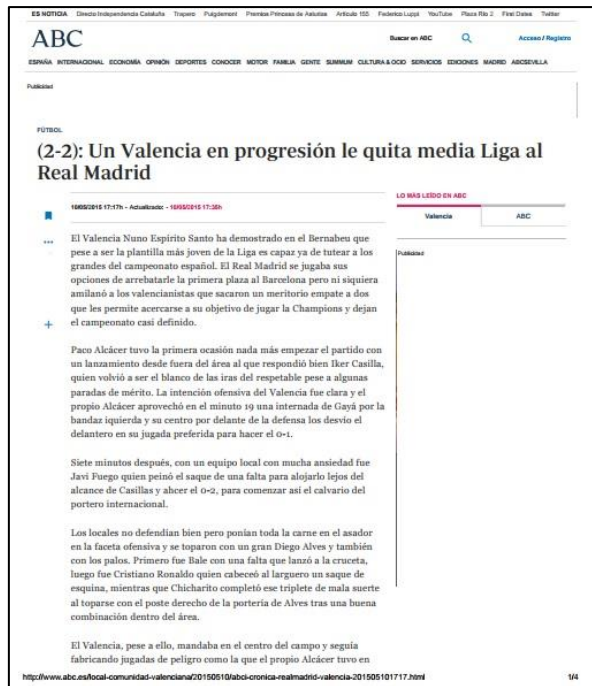 ES NOTICIA Directo Independencia Cataluña Trapero Puigdemont Premios Princesa de Asturias Artículo 155 Federico Luppi YouTube Plaza Río 2 First Dates Twitter
ABC
Buscar en ABC
Acceso / Registro
ESPAÑA INTERNACIONAL ECONOMÍA OPINIÓN DEPORTES CONOCER MOTOR FAMILIA GENTE SUMMUM CULTURA & OCIO SERVICIOS EDICIONES MADRID ABCSEVILLA
Publicidad
FÚTBOL
(2-2): Un Valencia en progresión le quita media Liga al
Real Madrid
10/05/2015 17:17h - Actualizado: - 10/05/2015 17:35h
LO MÁS LEÍDO EN ABC
Valencia ABC
Publicidad
El Valencia Nuno Espírito Santo ha demostrado en el Bernabeu que
pese a ser la plantilla más joven de la Liga es capaz ya de tutear a los
grandes del campeonato español. El Real Madrid se jugaba sus
opciones de arrebatarle la primera plaza al Barcelona pero ni siquiera
amilanó a los valencianistas que sacaron un meritorio empate a dos
que les permite acercarse a su objetivo de jugar la Champions y dejan
el campeonato casi definido.
Paco Alcácer tuvo la primera ocasión nada más empezar el partido con
un lanzamiento desde fuera del área al que respondió bien Iker Casilla,
quien volvió a ser el blanco de las iras del respetable pese a algunas
paradas de mérito. La intención ofensiva del Valencia fue clara y el
propio Alcácer aprovechó en el minuto 19 una internada de Gayá por la
bandaz iquierda y su centro por delante de la defensa los desvío el
delantero en su jugada preferida para hacer el 0-1.
Siete minutos después, con un equipo local con mucha ansiedad fue
Javi Fuego quien peinó el saque de una falta para alojarlo lejos del
alcance de Casillas y ahcer el 0-2, para comenzar así el calvario del
portero internacional.
Los locales no defendían bien pero ponían toda la carne en el asador
en la faceta ofensiva y se toparon con un gran Diego Alves y también
con los palos. Primero fue Bale con una falta que lanzó a la cruceta,
luego fue Cristiano Ronaldo quien cabeceó al larguero un saque de
esquina, mientras que Chicharito completó ese triplete de mala suerte
al toparse con el poste derecho de la portería de Alves tras una buena
combinación dentro del área.
El Valencia, pese a ello, mandaba en el centro del campo y seguía
fabricando jugadas de peligro como la que el propio Alcácer tuvo en
http://www.abc.es/local-comunidad-valenciana/20150510/abci-cronica-realmadrid-valencia-201505101717.html 1/4